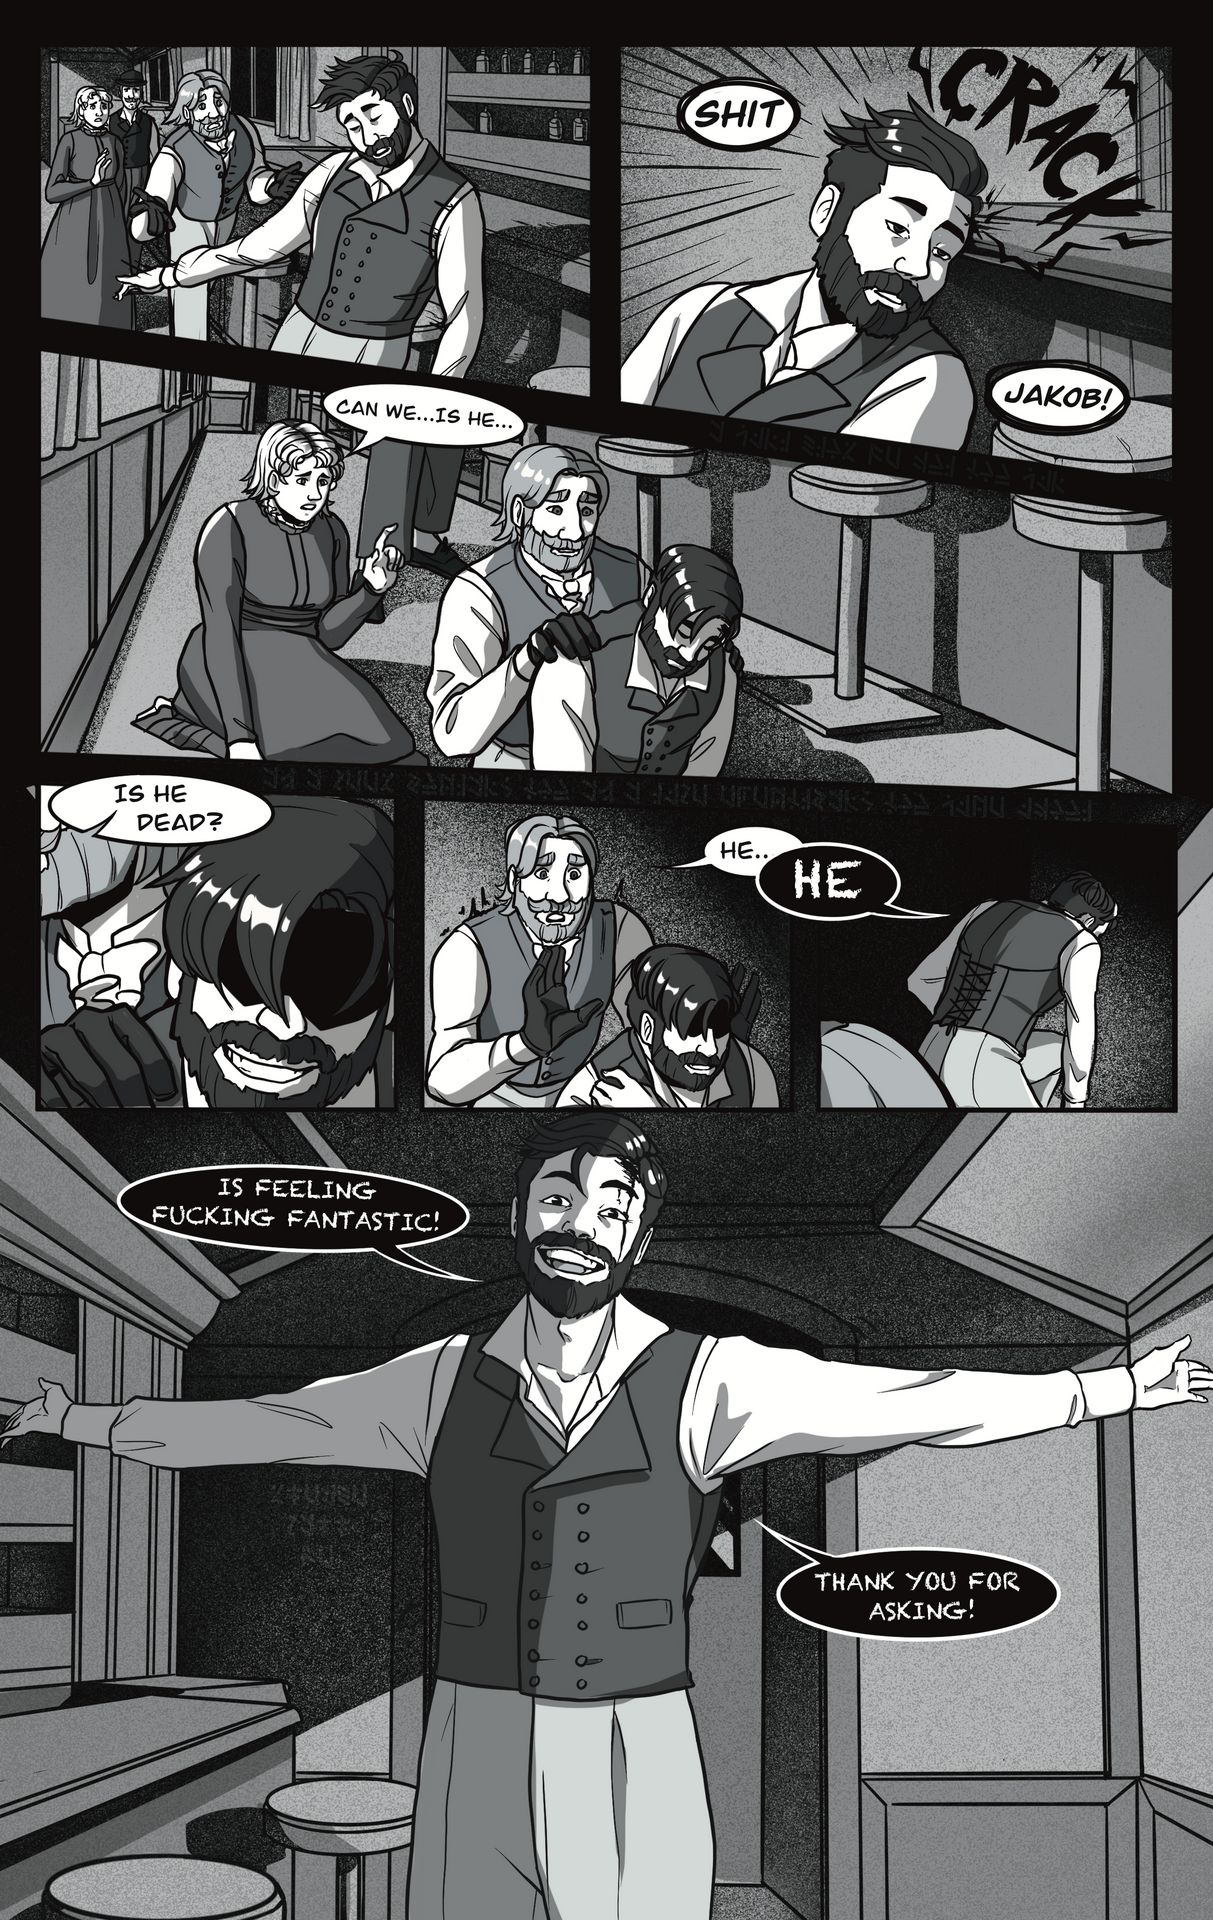 SHIT
CRACK
JAKOB!
CAN WE...IS HE...
IS HE
DEAD?
HE..
HE
IS FEELING
FUCKING FANTASTIC!
THANK YOU FOR
ASKING!